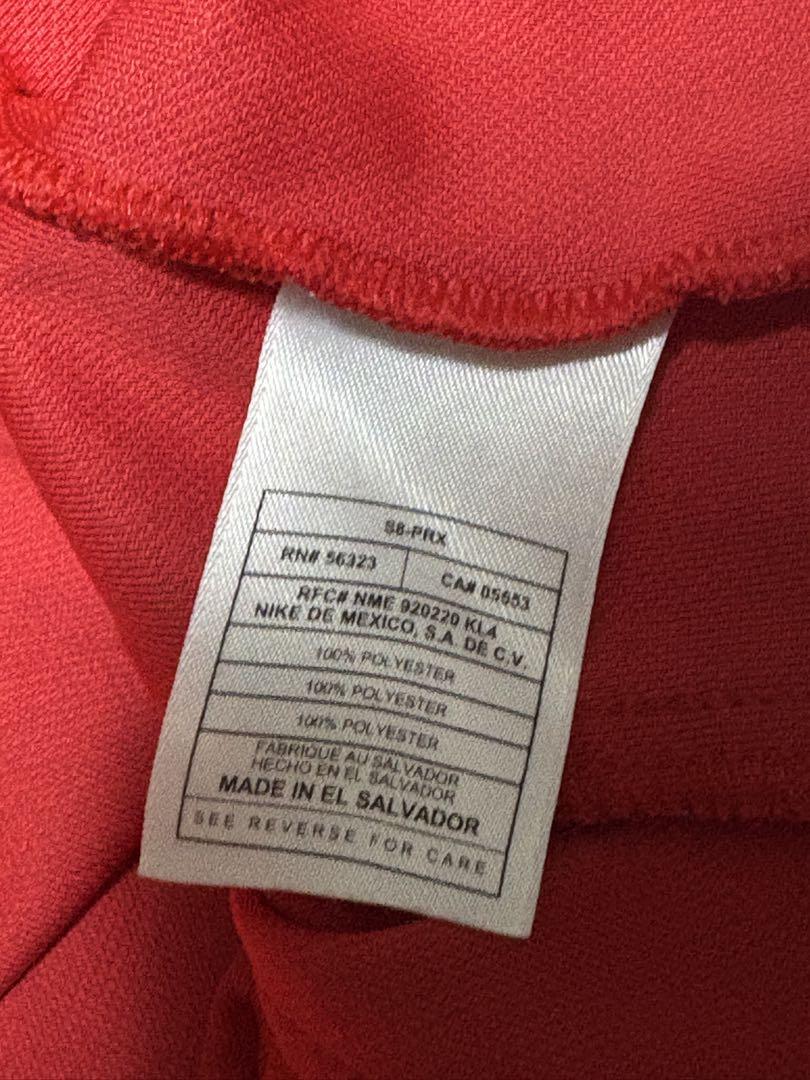 S8-PRX
RN# 56323
CA# 05553
RFC# NME 920220 KL4
NIKE DE MEXICO, S.A. DE C.V.
100% POLYESTER
100% POLYESTER
100% POLYESTER
FABRIQUE AU SALVADOR
HECHO EN EL SALVADOR
MADE IN EL SALVADOR
SEE REVERSE FOR CARE